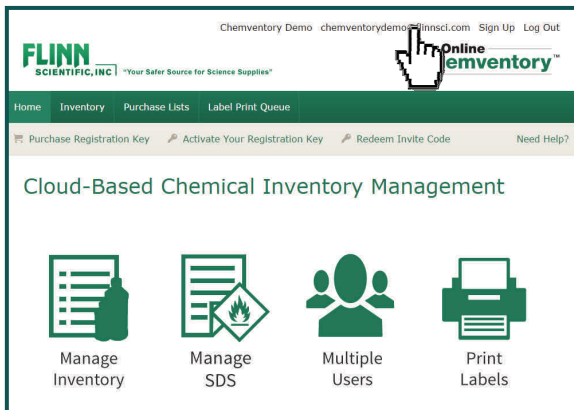 Chemventory Demo chemventorydemo@flinnsci.com Sign Up Log Out
FLINN
SCIENTIFIC, INC "Your Safer Source for Science Supplies"
Online
emventory™
Home Inventory Purchase Lists Label Print Queue
Purchase Registration Key Activate Your Registration Key Redeem Invite Code Need Help?
Cloud-Based Chemical Inventory Management
Manage
Inventory
Manage
SDS
Multiple
Users
Print
Labels